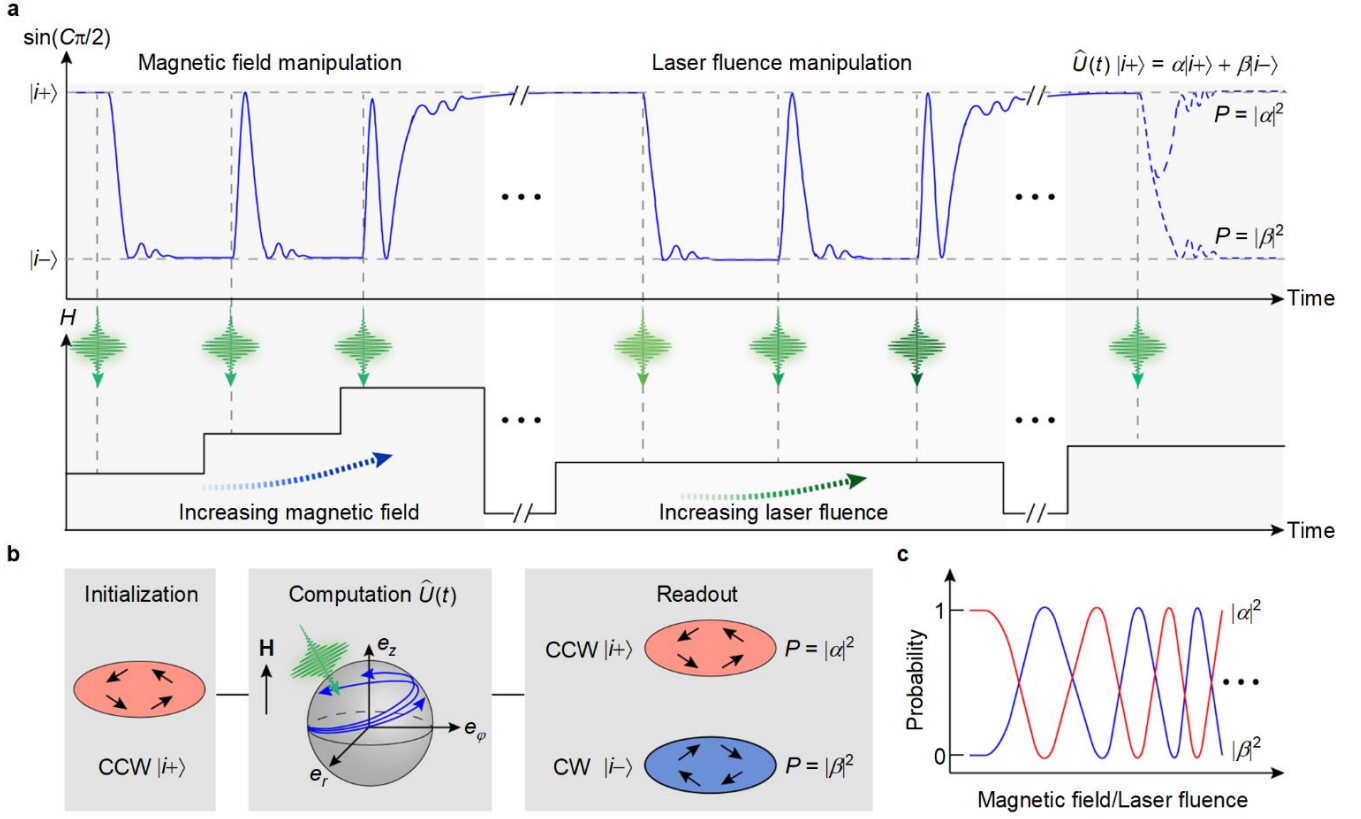 a
sin(Cπ/2)
Magnetic field manipulation
Laser fluence manipulation
Û(t) |i+⟩ = α|i+⟩ + β|i−⟩
|i+⟩
P = |α|²
P = |β|²
|i−⟩
Time
H
Increasing magnetic field
Increasing laser fluence
Time
b
Initialization
CCW |i+⟩
Computation Û(t)
H
e_z
e_φ
e_r
Readout
CCW |i+⟩ P = |α|²
CW |i−⟩ P = |β|²
c
Probability
1
0
|α|²
|β|²
Magnetic field/Laser fluence